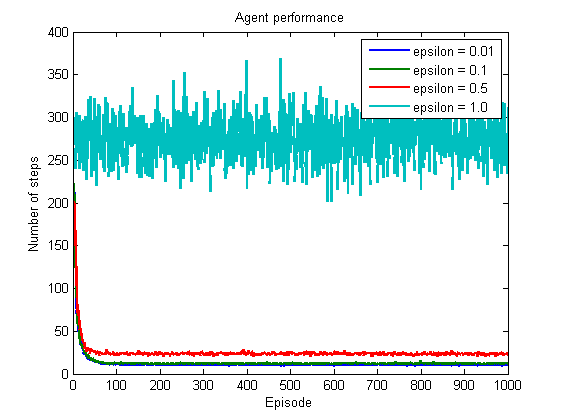 Agent performance
400
350
300
250
200
150
100
50
0
Number of steps
epsilon = 0.01
epsilon = 0.1
epsilon = 0.5
epsilon = 1.0
0 100 200 300 400 500 600 700 800 900 1000
Episode